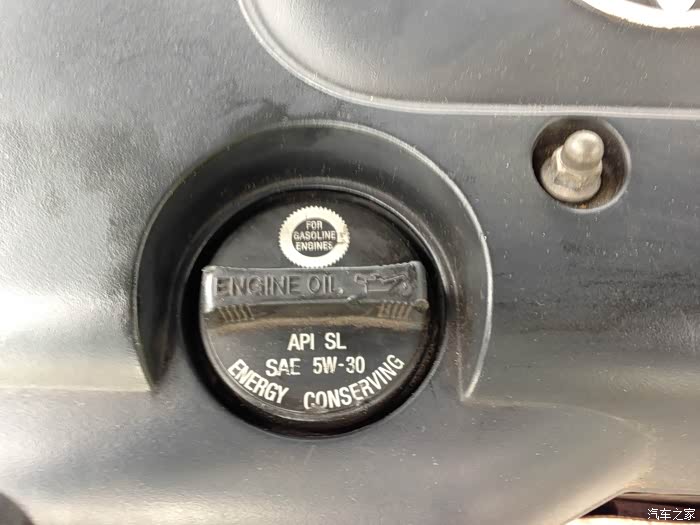 FOR
GASOLINE
ENGINES
ENGINE OIL
API SL
SAE 5W-30
ENERGY CONSERVING
汽车之家